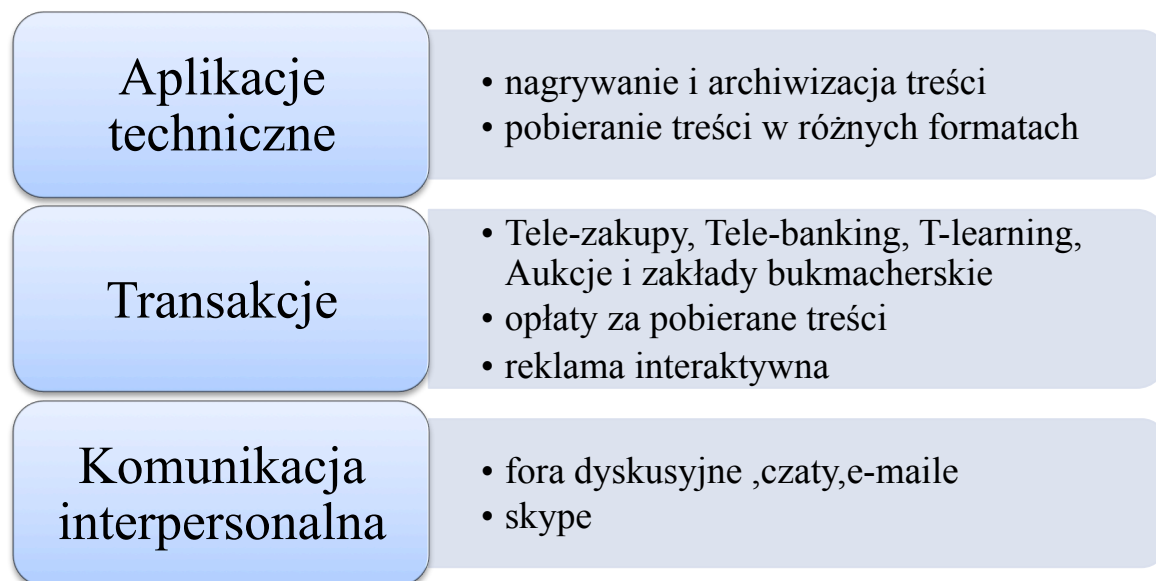 Aplikacje
techniczne
• nagrywanie i archiwizacja treści
• pobieranie treści w różnych formatach
Transakcje
• Tele-zakupy, Tele-banking, T-learning,
Aukcje i zakłady bukmacherskie
• opłaty za pobierane treści
• reklama interaktywna
Komunikacja
interpersonalna
• fora dyskusyjne ,czaty,e-maile
• skype